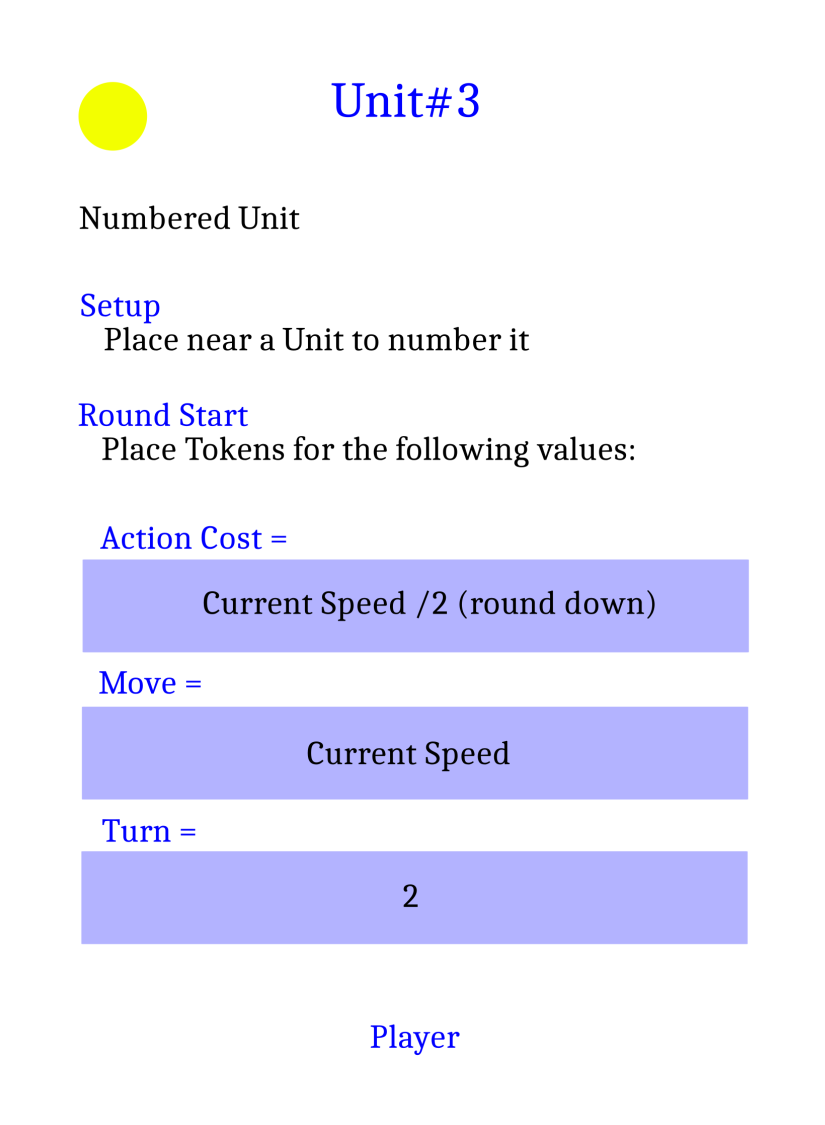 Unit#3
Numbered Unit
Setup
Place near a Unit to number it
Round Start
Place Tokens for the following values:
Action Cost =
Current Speed /2 (round down)
Move =
Current Speed
Turn =
2
Player